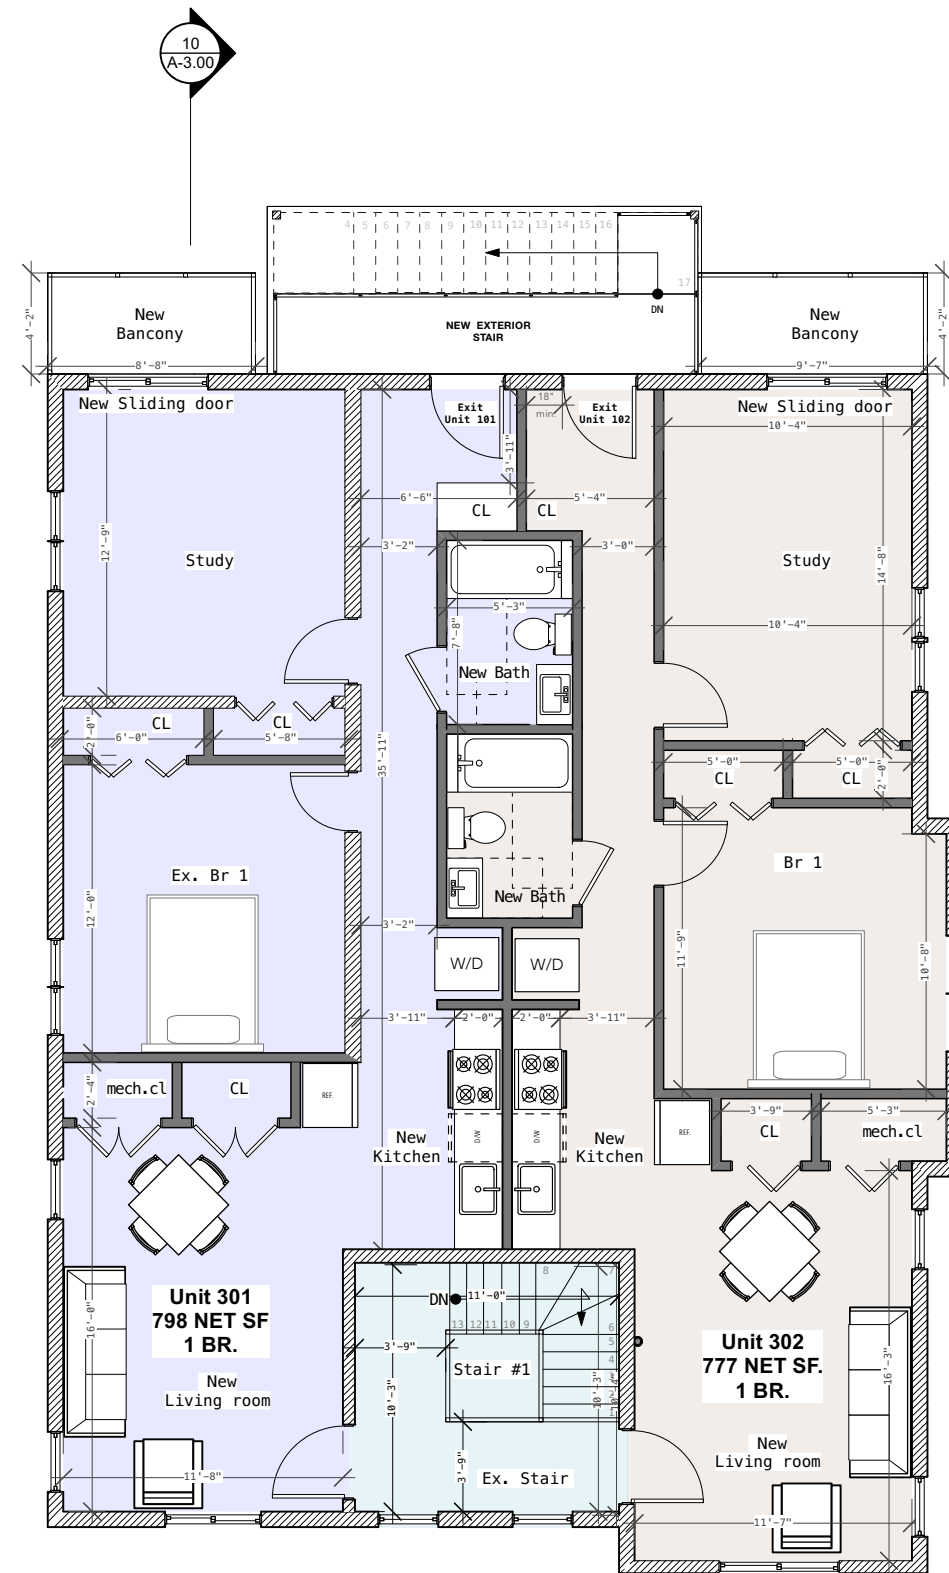 10
A-3.00
4 5 6 7 8 9 10 11 12 13 14 15 16
17
DN
NEW EXTERIOR
STAIR
New
Bancony
New
Bancony
4'-2"
4'-2"
8'-8"
9'-7"
New Sliding door
New Sliding door
Exit
Unit 101
18"
min.
Exit
Unit 102
10'-4"
3'-11"
6'-6"
5'-4"
CL
CL
3'-2"
3'-0"
12'-9"
Study
Study
14'-8"
5'-3"
7'-8"
10'-4"
New Bath
CL
CL
2'-0"
6'-0"
5'-8"
35'-11"
5'-0"
5'-0"
CL
CL
2'-0"
Ex. Br 1
Br 1
12'-0"
New Bath
3'-2"
11'-9"
10'-8"
W/D
W/D
3'-11"
2'-0"
2'-0"
3'-11"
mech.cl
CL
REF.
2'-4"
D/W
D/W
New
Kitchen
New
Kitchen
REF.
3'-9"
5'-3"
CL
mech.cl
8
7
DN
11'-0"
13 12 11 10 9
6
5
4
1
3'-9"
Stair #1
10'-3"
10'-3"
3'-9"
Ex. Stair
Unit 301
798 NET SF
1 BR.
16'-0"
New
Living room
11'-8"
Unit 302
777 NET SF.
1 BR.
16'-3"
New
Living room
11'-7"